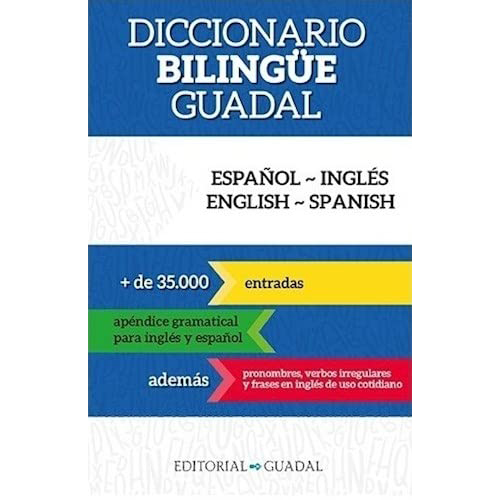 DICCIONARIO
BILINGÜE
GUADAL
ESPAÑOL ~ INGLÉS
ENGLISH ~ SPANISH
+ de 35.000
entradas
apéndice gramatical
para inglés y español
además
pronombres, verbos irregulares
y frases en inglés de uso cotidiano
EDITORIAL GUADAL